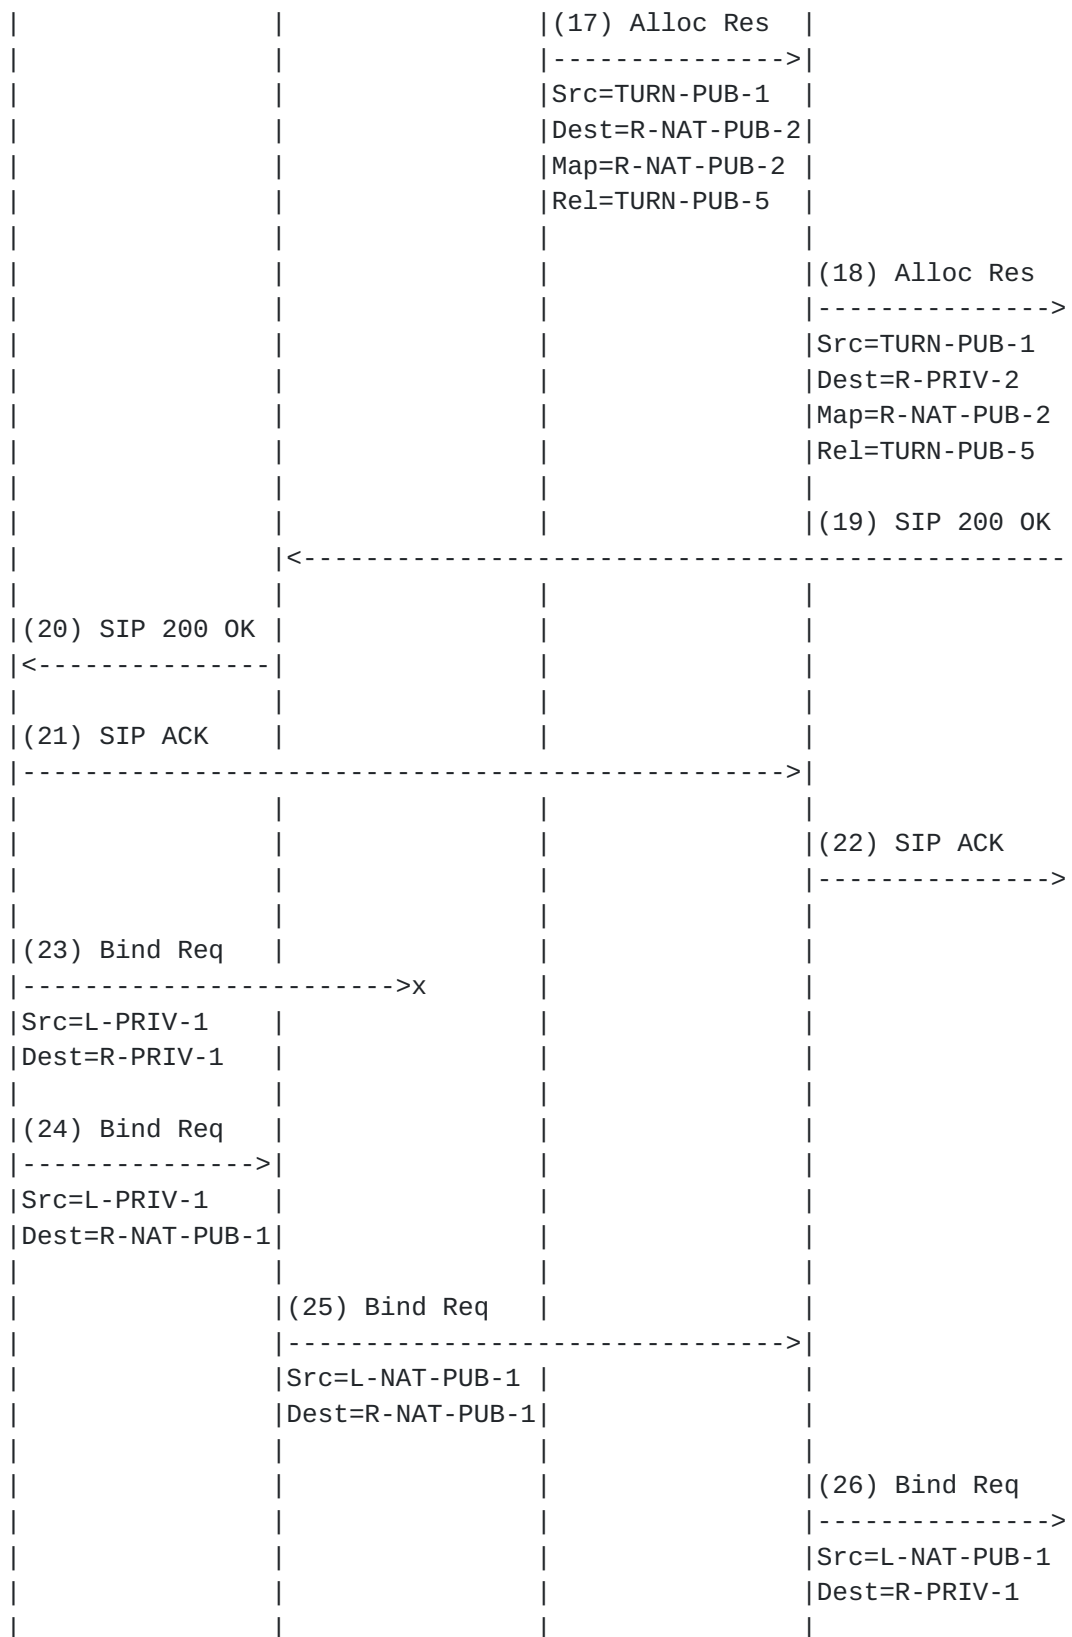 |                |                |(17) Alloc Res  |
|                |                |--------------->|
|                |                |Src=TURN-PUB-1  |
|                |                |Dest=R-NAT-PUB-2|
|                |                |Map=R-NAT-PUB-2 |
|                |                |Rel=TURN-PUB-5  |
|                |                |                |
|                |                |                |(18) Alloc Res
|                |                |                |--------------->
|                |                |                |Src=TURN-PUB-1
|                |                |                |Dest=R-PRIV-2
|                |                |                |Map=R-NAT-PUB-2
|                |                |                |Rel=TURN-PUB-5
|                |                |                |
|                |                |                |(19) SIP 200 OK
|                |<-------------------------------------------------
|                |                |                |
|(20) SIP 200 OK |                |                |
|<---------------|                |                |
|                |                |                |
|(21) SIP ACK    |                |                |
|------------------------------------------------->|
|                |                |                |
|                |                |                |(22) SIP ACK
|                |                |                |--------------->
|                |                |                |
|(23) Bind Req   |                |                |
|------------------------>x       |                |
|Src=L-PRIV-1    |                |                |
|Dest=R-PRIV-1   |                |                |
|                |                |                |
|(24) Bind Req   |                |                |
|--------------->|                |                |
|Src=L-PRIV-1    |                |                |
|Dest=R-NAT-PUB-1|                |                |
|                |                |                |
|                |(25) Bind Req   |                |
|                |-------------------------------->|
|                |Src=L-NAT-PUB-1 |                |
|                |Dest=R-NAT-PUB-1|                |
|                |                |                |
|                |                |                |(26) Bind Req
|                |                |                |--------------->
|                |                |                |Src=L-NAT-PUB-1
|                |                |                |Dest=R-PRIV-1
|                |                |                |